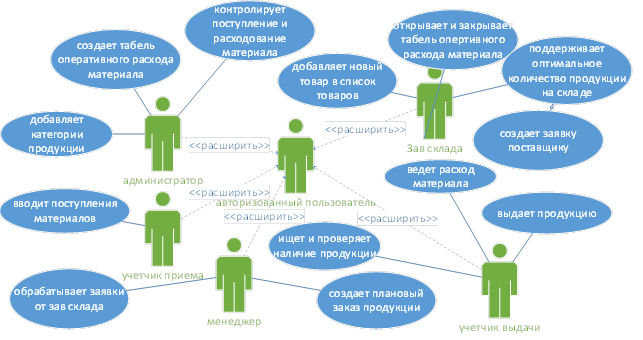 контролирует
поступление и
расходование
материала
создает табель
оперативного расхода
материала
добавляет
категории
продукции
администратор
<<расширить>>
добавляет новый
товар в список
товаров
открывает и закрывает
табель опертивного
расхода материала
поддерживает
оптимальное
количество продукции
на складе
создает заявку
поставщику
Зав склада
<<расширить>>
авторизованный пользователь
<<расширить>>
<<расширить>>
<<расширить>>
вводит поступления
материалов
учетчик приема
ведет расход
материала
выдает продукцию
ищет и проверяет
наличие продукции
учетчик выдачи
обрабатывает заявки
от зав склада
менеджер
создает плановый
заказ продукции